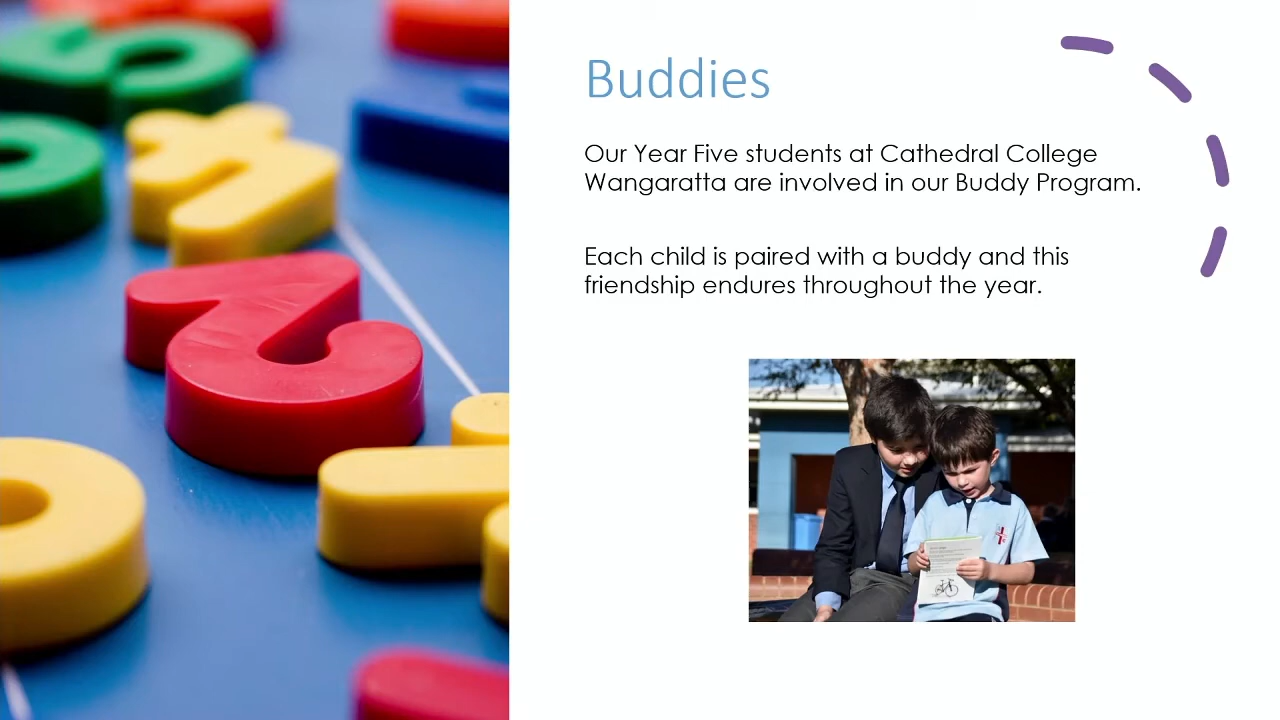 Buddies
Our Year Five students at Cathedral College
Wangaratta are involved in our Buddy Program.
Each child is paired with a buddy and this
friendship endures throughout the year.